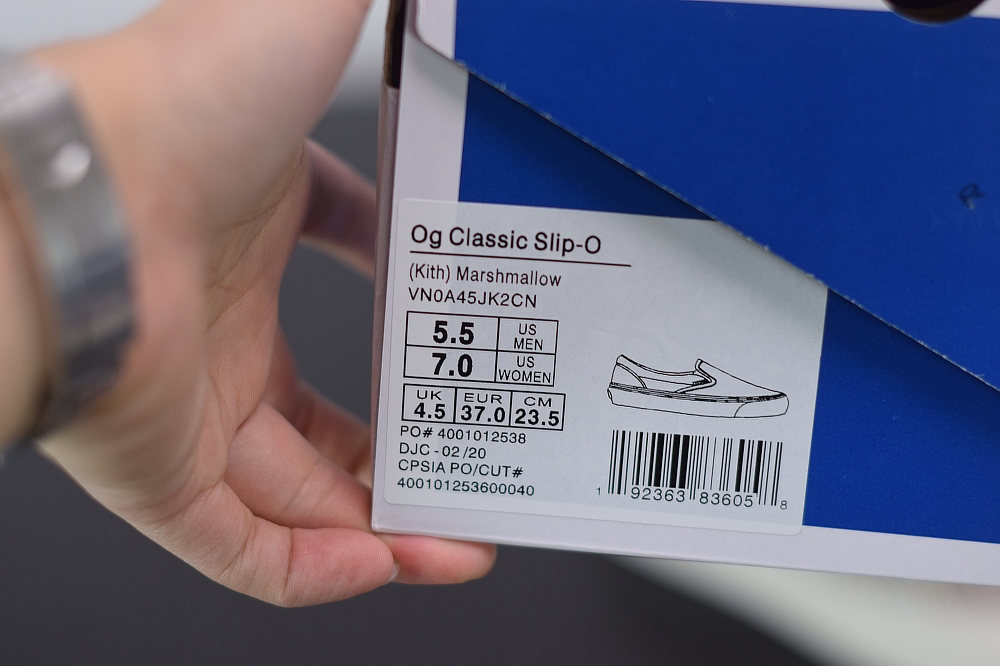 Og Classic Slip-O
(Kith) Marshmallow
VN0A45JK2CN
5.5 US MEN
7.0 US WOMEN
UK EUR CM
4.5 37.0 23.5
PO# 4001012538
DJC - 02/20
CPSIA PO/CUT#
400101253600040
1 92363 83605 8